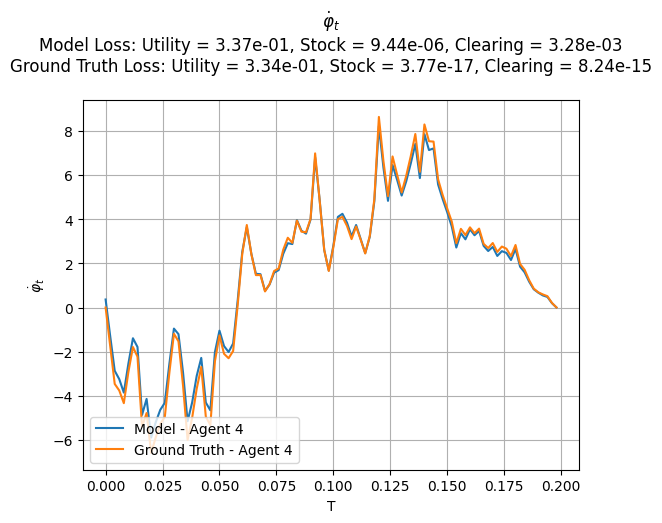 φ̇ₜ
Model Loss: Utility = 3.37e-01, Stock = 9.44e-06, Clearing = 3.28e-03
Ground Truth Loss: Utility = 3.34e-01, Stock = 3.77e-17, Clearing = 8.24e-15
8
6
4
2
0
−2
−4
−6
φ̇ₜ
Model - Agent 4
Ground Truth - Agent 4
0.000 0.025 0.050 0.075 0.100 0.125 0.150 0.175 0.200
T